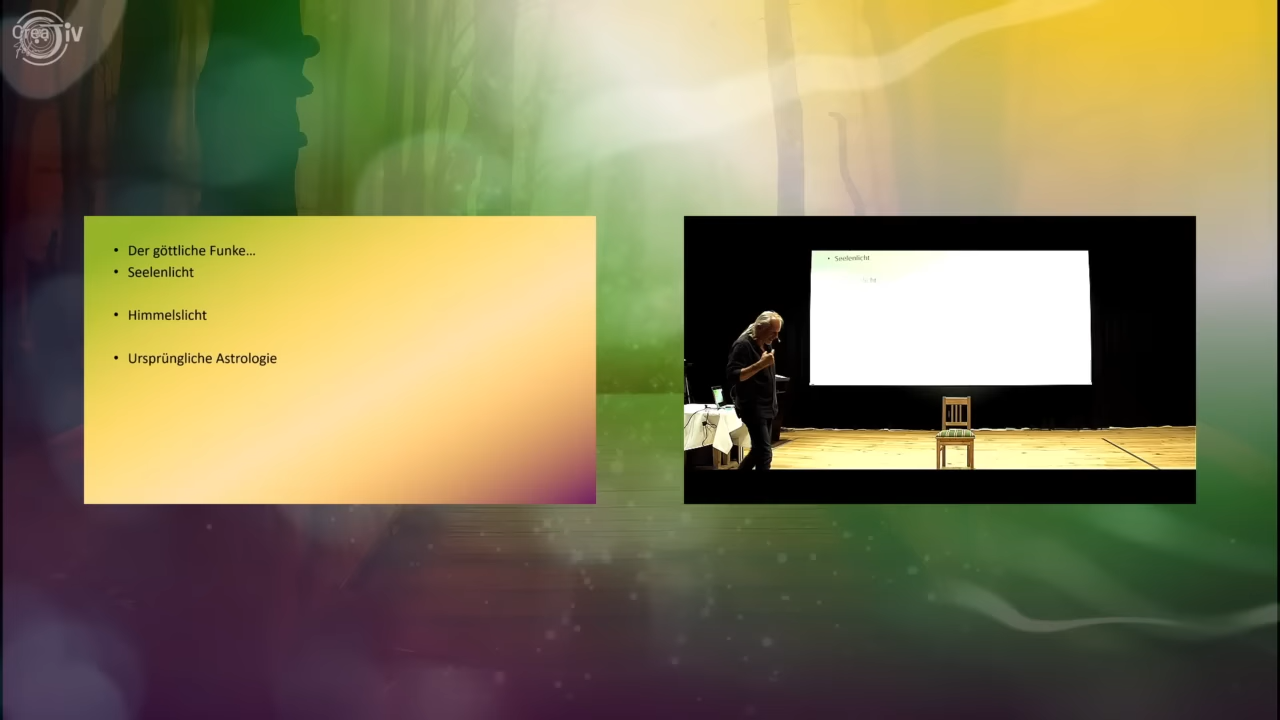 Crea iv
• Der göttliche Funke...
• Seelenlicht
• Himmelslicht
• Ursprüngliche Astrologie
• Seelenlicht